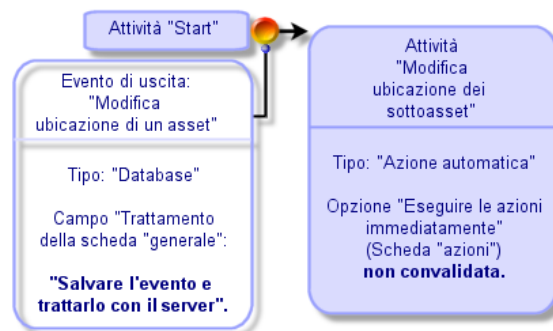 Attività "Start"
Evento di uscita:
"Modifica
ubicazione di un asset"
Tipo: "Database"
Campo "Trattamento
della scheda "generale":
"Salvare l'evento e
trattarlo con il server".
Attività
"Modifica
ubicazione dei
sottoasset"
Tipo: "Azione automatica"
Opzione "Eseguire le azioni
immediatamente"
(Scheda "azioni")
non convalidata.